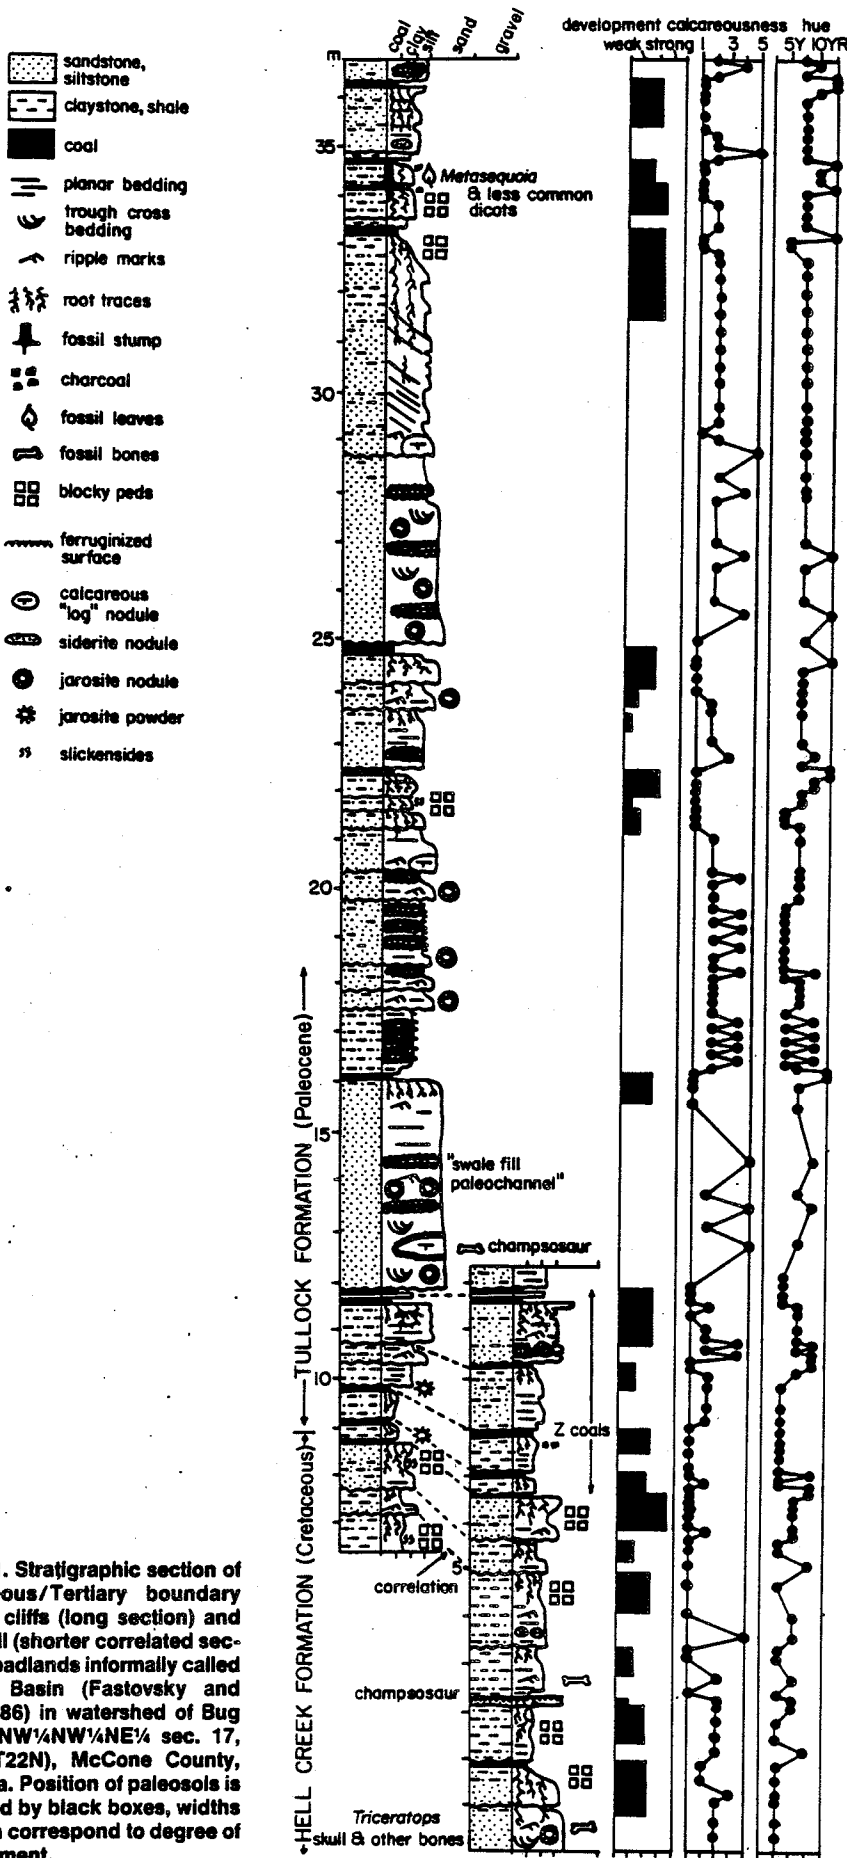 development calcareousness hue
weak strong 1 3 5 5Y 10YR
coal clay silt sand gravel
m
sandstone,
siltstone
claystone, shale
coal
planar bedding
trough cross
bedding
ripple marks
root traces
fossil stump
charcoal
fossil leaves
fossil bones
blocky peds
ferruginized
surface
calcareous
"log" nodule
siderite nodule
jarosite nodule
jarosite powder
slickensides
35
Metasequoia
& less common
dicots
30
25
20
15
10
"swale fill
paleochannel"
champsosaur
Z coals
5
correlation
champsosaur
Triceratops
skull & other bones
TULLOCK FORMATION (Paleocene)
HELL CREEK FORMATION (Cretaceous)
. Stratigraphic section of
ous/Tertiary boundary
cliffs (long section) and
ll (shorter correlated sec-
badlands informally called
Basin (Fastovsky and
86) in watershed of Bug
NW¼NW¼NE¼ sec. 17,
T22N), McCone County,
a. Position of paleosols is
d by black boxes, widths
n correspond to degree of
ment.